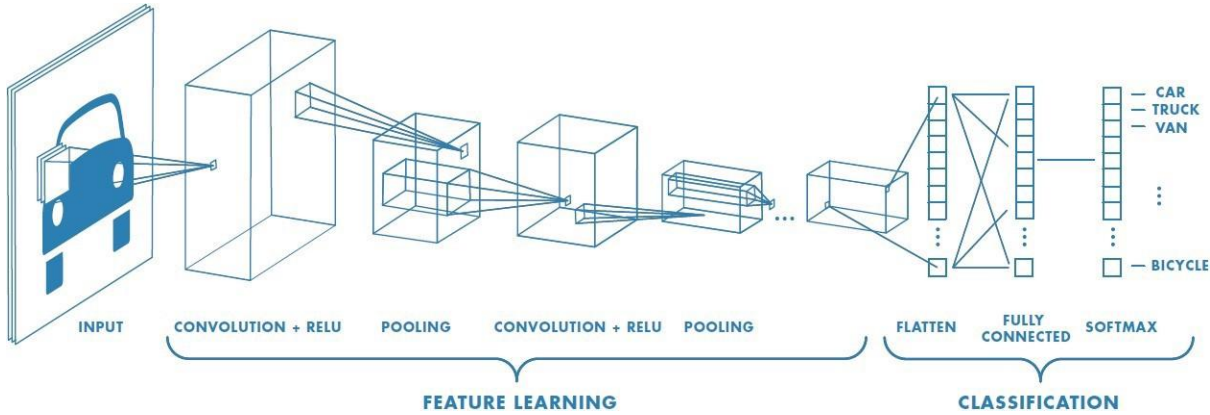 CAR
TRUCK
VAN
BICYCLE
INPUT
CONVOLUTION + RELU
POOLING
CONVOLUTION + RELU
POOLING
FLATTEN
FULLY
CONNECTED
SOFTMAX
FEATURE LEARNING
CLASSIFICATION